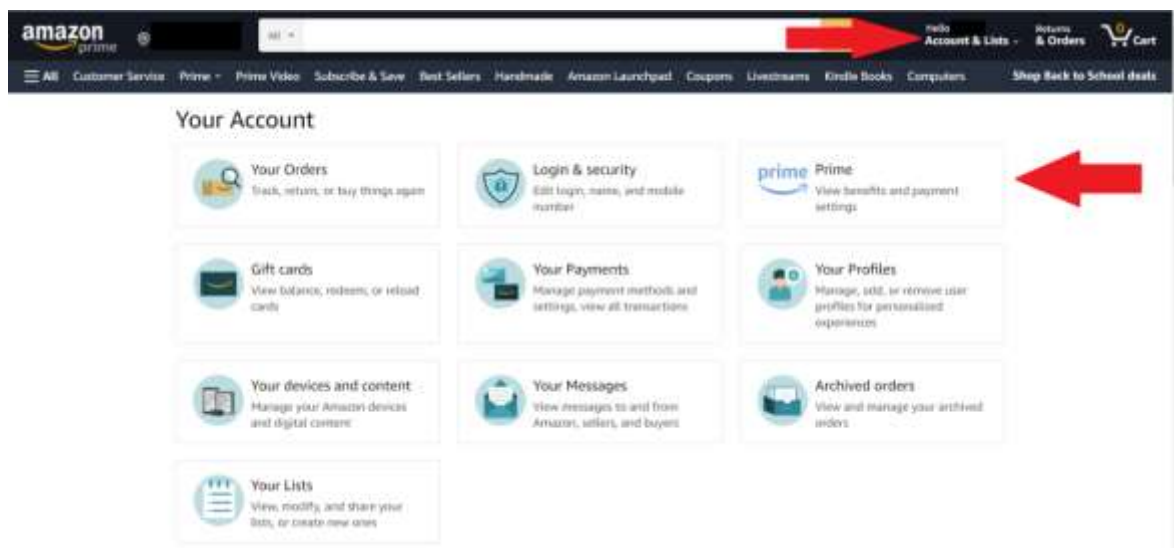 amazon
prime
All
Hello
Account & Lists
Returns
& Orders
0
Cart
All Customer Service Prime Prime Video Subscribe & Save Best Sellers Handmade Amazon Launchpad Coupons Livestreams Kindle Books Computers Shop Back to School deals
Your Account
Your Orders
Track, return, or buy things again
Login & security
Edit login, name, and mobile
number
prime
Prime
View benefits and payment
settings
Gift cards
View balance, redeem, or reload
cards
Your Payments
Manage payment methods and
settings, view all transactions
Your Profiles
Manage, add, or remove user
profiles for personalized
experiences
Your devices and content
Manage your Amazon devices
and digital content
Your Messages
View messages to and from
Amazon, sellers, and buyers
Archived orders
View and manage your archived
orders
Your Lists
View, modify, and share your
lists, or create new ones